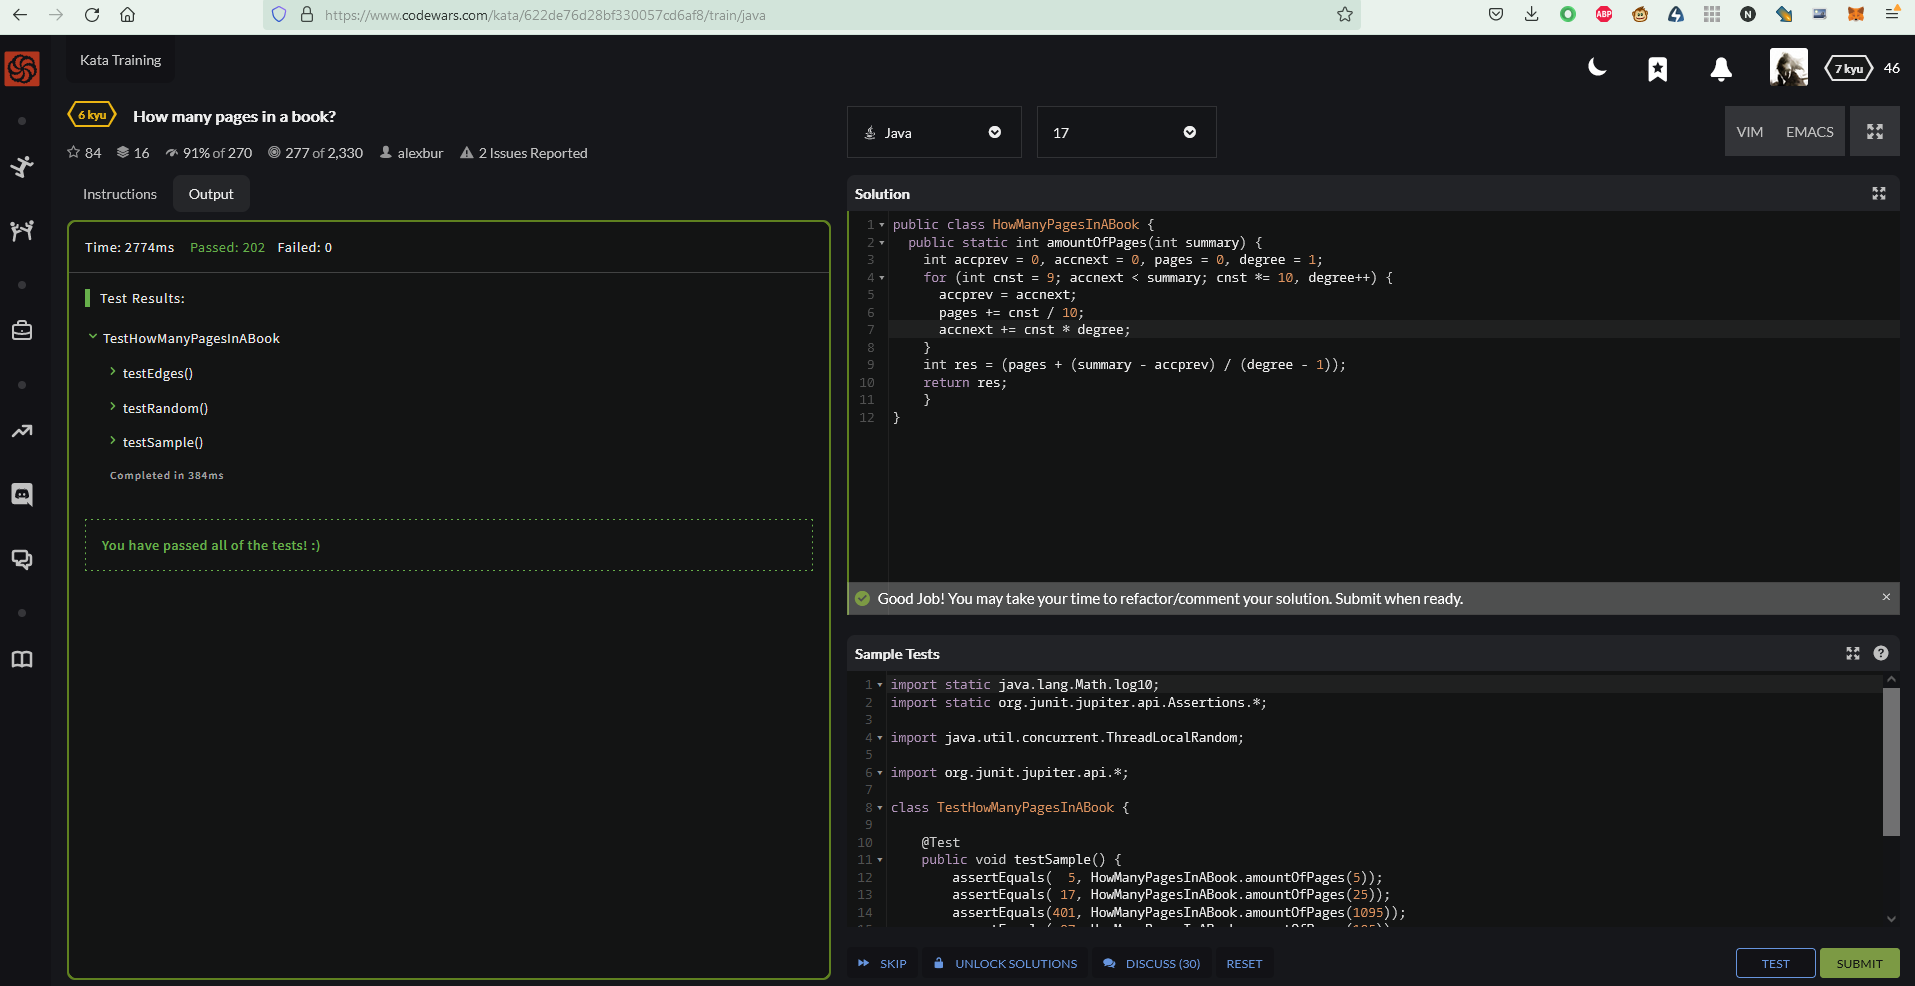 https://www.codewars.com/kata/622de76d28bf330057cd6af8/train/java
ABP
N
Kata Training
7 kyu
46
6 kyu
How many pages in a book?
84 16 91% of 270 277 of 2,330 alexbur 2 Issues Reported
Java
17
VIM EMACS
Instructions Output
Time: 2774ms Passed: 202 Failed: 0
Test Results:
TestHowManyPagesInABook
testEdges()
testRandom()
testSample()
Completed in 384ms
You have passed all of the tests! :)
Solution
1 public class HowManyPagesInABook {
2 public static int amountOfPages(int summary) {
3 int accprev = 0, accnext = 0, pages = 0, degree = 1;
4 for (int cnst = 9; accnext < summary; cnst *= 10, degree++) {
5 accprev = accnext;
6 pages += cnst / 10;
7 accnext += cnst * degree;
8 }
9 int res = (pages + (summary - accprev) / (degree - 1));
10 return res;
11 }
12 }
Good Job! You may take your time to refactor/comment your solution. Submit when ready.
Sample Tests
1 import static java.lang.Math.log10;
2 import static org.junit.jupiter.api.Assertions.*;
3
4 import java.util.concurrent.ThreadLocalRandom;
5
6 import org.junit.jupiter.api.*;
7
8 class TestHowManyPagesInABook {
9
10 @Test
11 public void testSample() {
12 assertEquals(  5, HowManyPagesInABook.amountOfPages(5));
13 assertEquals( 17, HowManyPagesInABook.amountOfPages(25));
14 assertEquals(401, HowManyPagesInABook.amountOfPages(1095));
SKIP UNLOCK SOLUTIONS DISCUSS (30) RESET
TEST SUBMIT